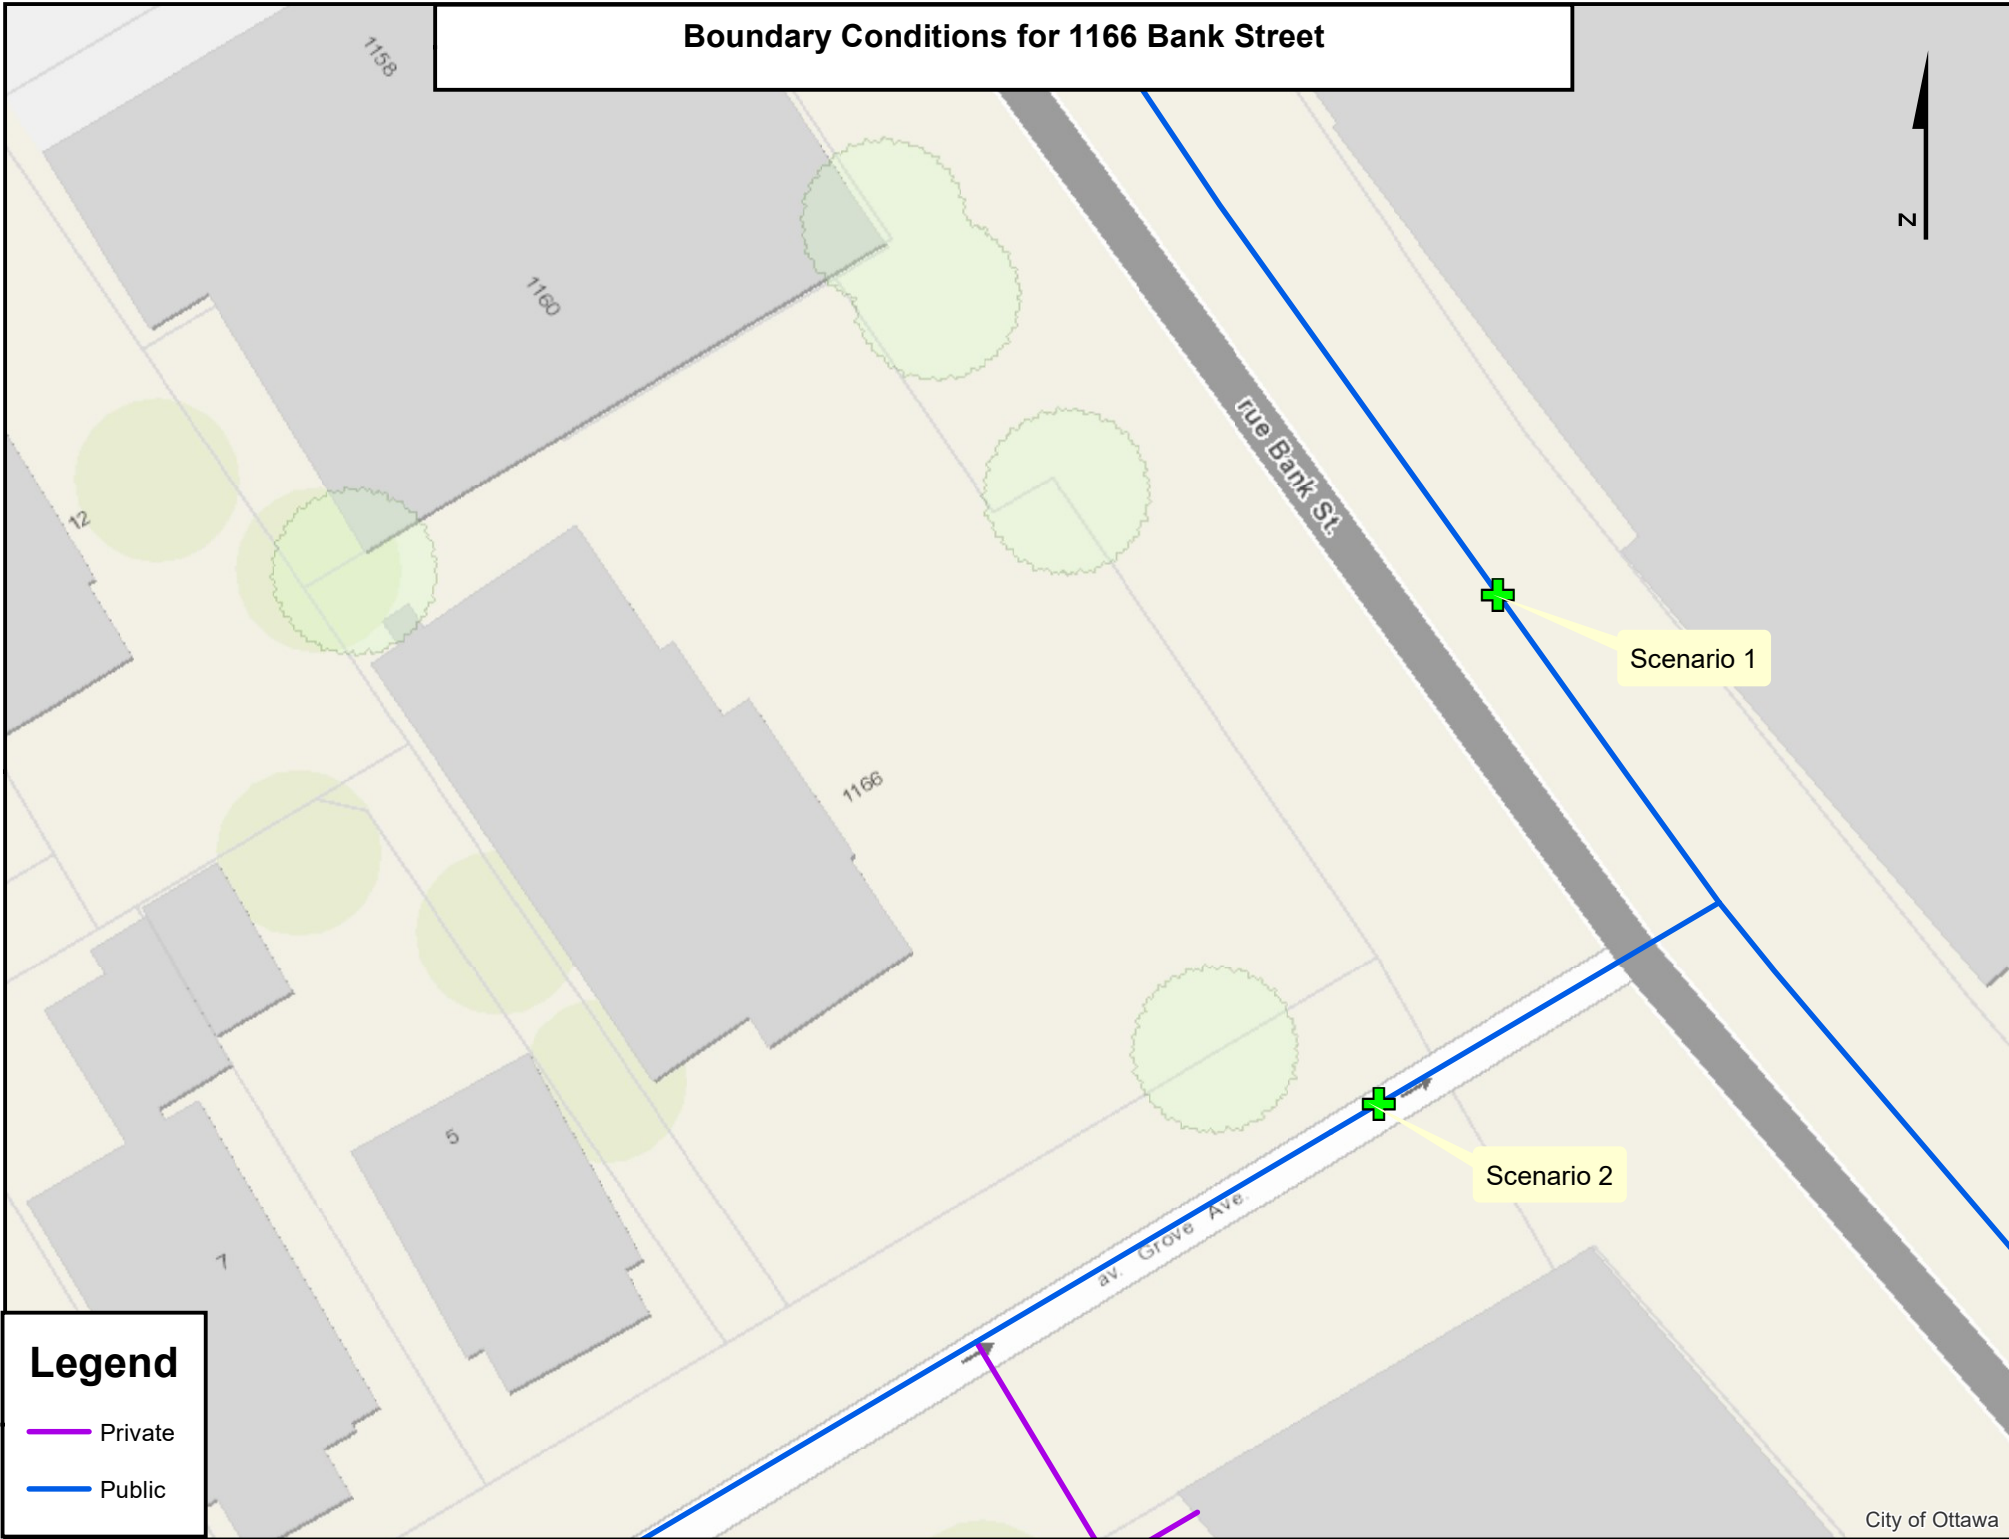 Boundary Conditions for 1166 Bank Street
1158
N
1160
rue Bank St.
12
Scenario 1
1166
5
Scenario 2
av. Grove Ave.
7
Legend
Private
Public
City of Ottawa